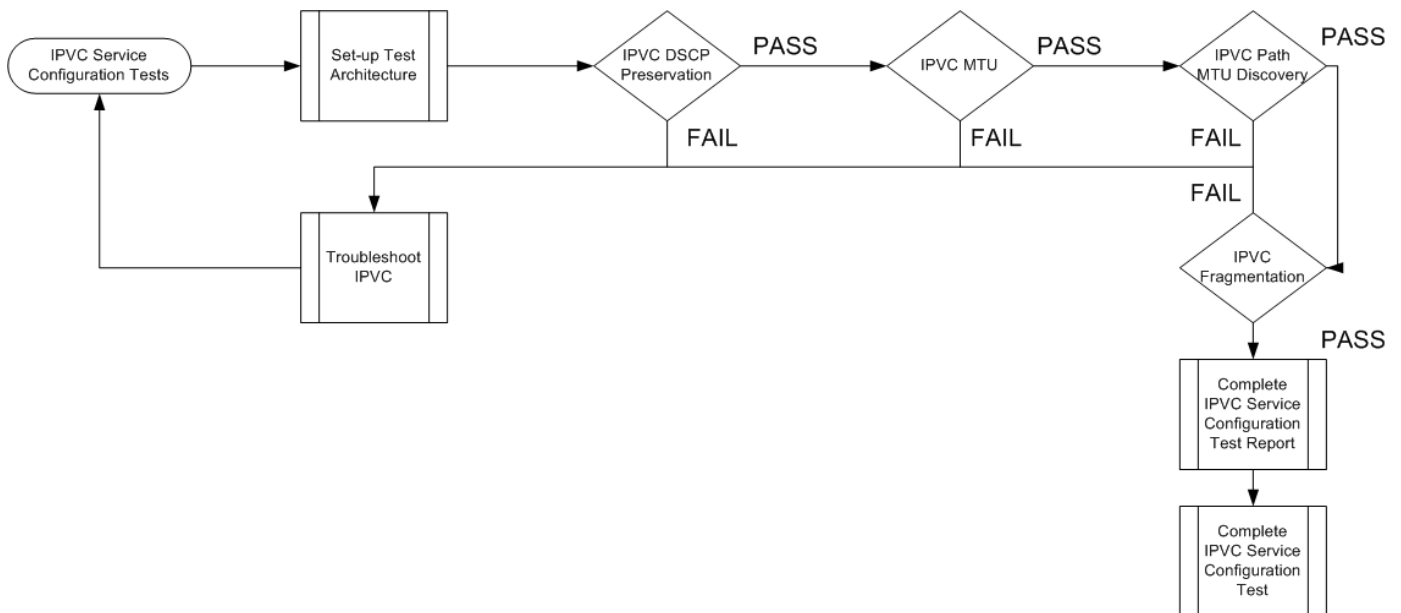 IPVC Service
Configuration Tests
Set-up Test
Architecture
IPVC DSCP
Preservation
PASS
IPVC MTU
PASS
IPVC Path
MTU Discovery
PASS
FAIL
FAIL
FAIL
FAIL
Troubleshoot
IPVC
IPVC
Fragmentation
PASS
Complete
IPVC Service
Configuration
Test Report
Complete
IPVC Service
Configuration
Test